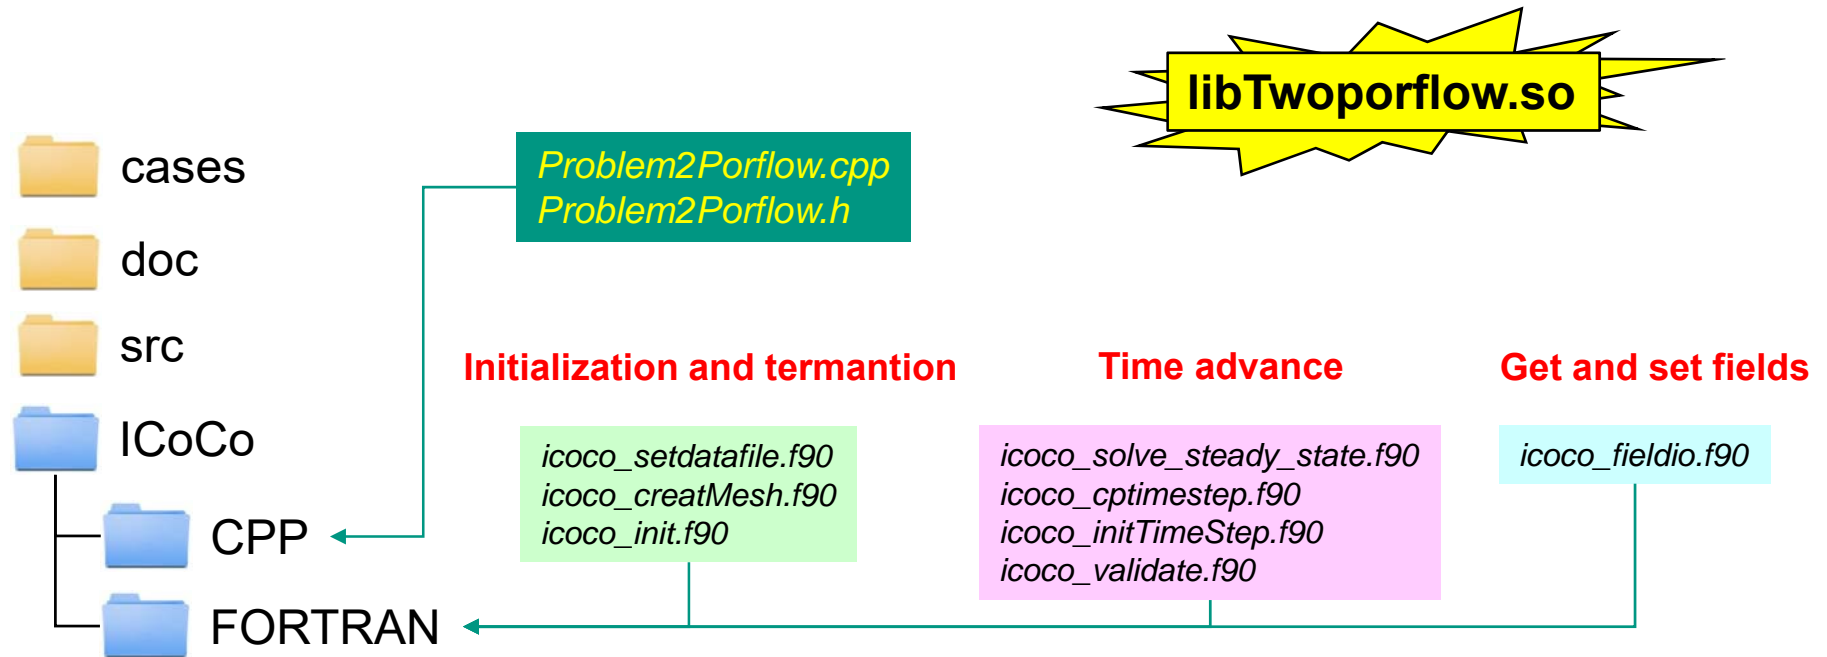 libTwoporflow.so
cases
doc
src
ICoCo
CPP
FORTRAN
Problem2Porflow.cpp
Problem2Porflow.h
Initialization and termantion
icoco_setdatafile.f90
icoco_creatMesh.f90
icoco_init.f90
Time advance
icoco_solve_steady_state.f90
icoco_cptimestep.f90
icoco_initTimeStep.f90
icoco_validate.f90
Get and set fields
icoco_fieldio.f90